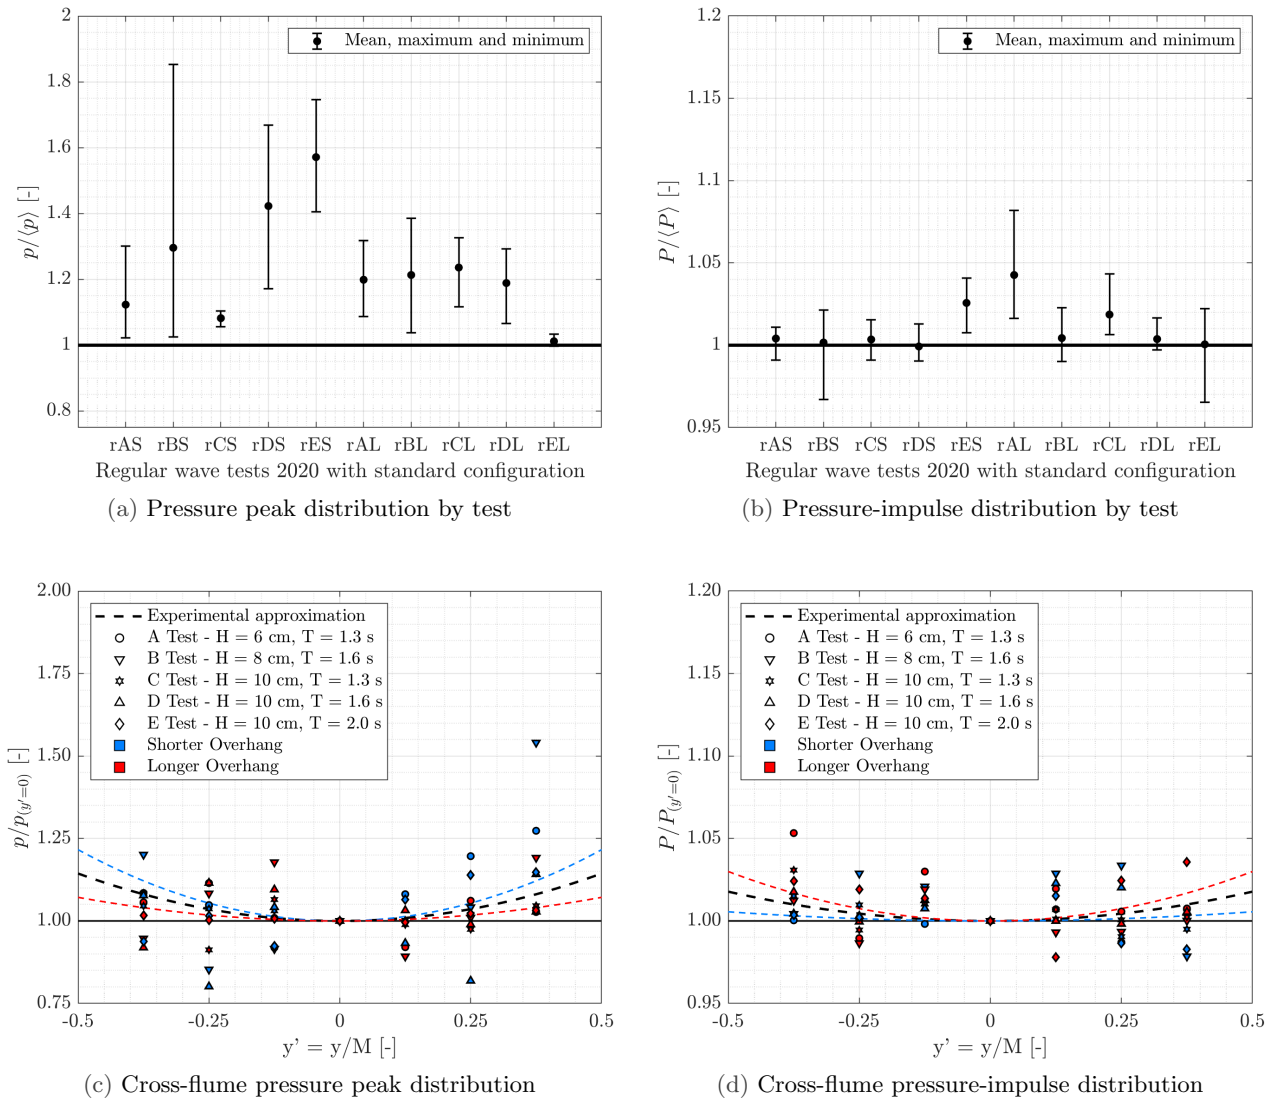 2
1.8
1.6
1.4
1.2
1
0.8
p/⟨p⟩ [-]
Mean, maximum and minimum
rAS rBS rCS rDS rES rAL rBL rCL rDL rEL
Regular wave tests 2020 with standard configuration
(a) Pressure peak distribution by test
1.2
1.15
1.1
1.05
1
0.95
P/⟨P⟩ [-]
Mean, maximum and minimum
rAS rBS rCS rDS rES rAL rBL rCL rDL rEL
Regular wave tests 2020 with standard configuration
(b) Pressure-impulse distribution by test
2.00
1.75
1.50
1.25
1.00
0.75
p/p(y'=0) [-]
Experimental approximation
A Test - H = 6 cm, T = 1.3 s
B Test - H = 8 cm, T = 1.6 s
C Test - H = 10 cm, T = 1.3 s
D Test - H = 10 cm, T = 1.6 s
E Test - H = 10 cm, T = 2.0 s
Shorter Overhang
Longer Overhang
-0.5 -0.25 0 0.25 0.5
y' = y/M [-]
(c) Cross-flume pressure peak distribution
1.20
1.15
1.10
1.05
1.00
0.95
P/P(y'=0) [-]
Experimental approximation
A Test - H = 6 cm, T = 1.3 s
B Test - H = 8 cm, T = 1.6 s
C Test - H = 10 cm, T = 1.3 s
D Test - H = 10 cm, T = 1.6 s
E Test - H = 10 cm, T = 2.0 s
Shorter Overhang
Longer Overhang
-0.5 -0.25 0 0.25 0.5
y' = y/M [-]
(d) Cross-flume pressure-impulse distribution